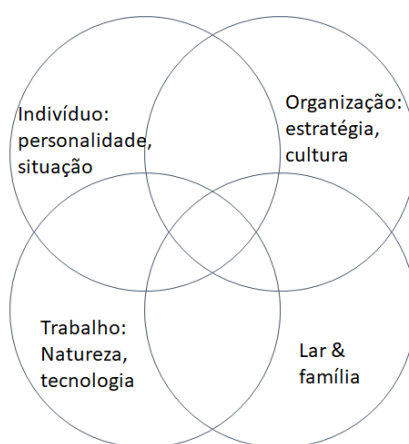 Indivíduo:
personalidade,
situação
Organização:
estratégia,
cultura
Trabalho:
Natureza,
tecnologia
Lar &
família